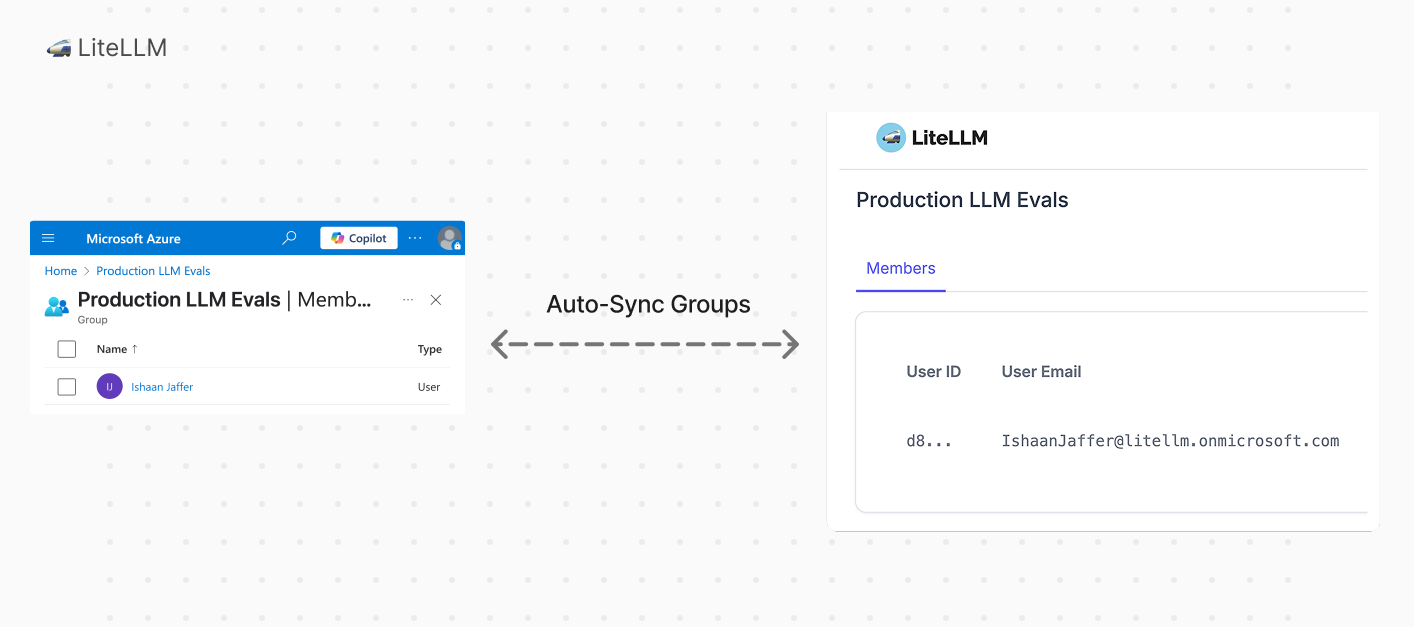 LiteLLM
Microsoft Azure
Copilot
Home > Production LLM Evals
Production LLM Evals | Memb...
Group
Name ↑ Type
IJ Ishaan Jaffer User
Auto-Sync Groups
LiteLLM
Production LLM Evals
Members
User ID User Email
d8... IshaanJaffer@litellm.onmicrosoft.com